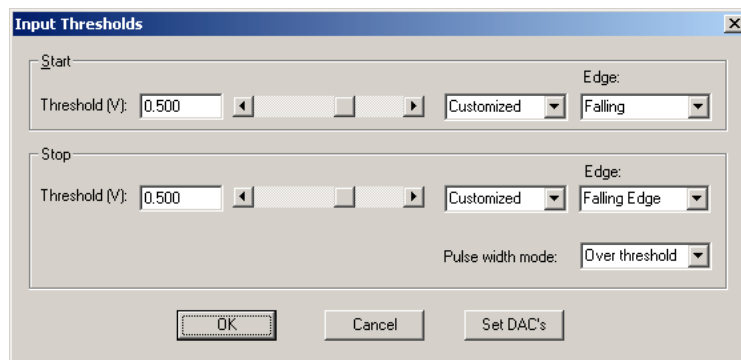 Input Thresholds
Start
Edge:
Threshold (V): 0.500 Customized Falling
Stop
Edge:
Threshold (V): 0.500 Customized Falling Edge
Pulse width mode: Over threshold
OK Cancel Set DAC's